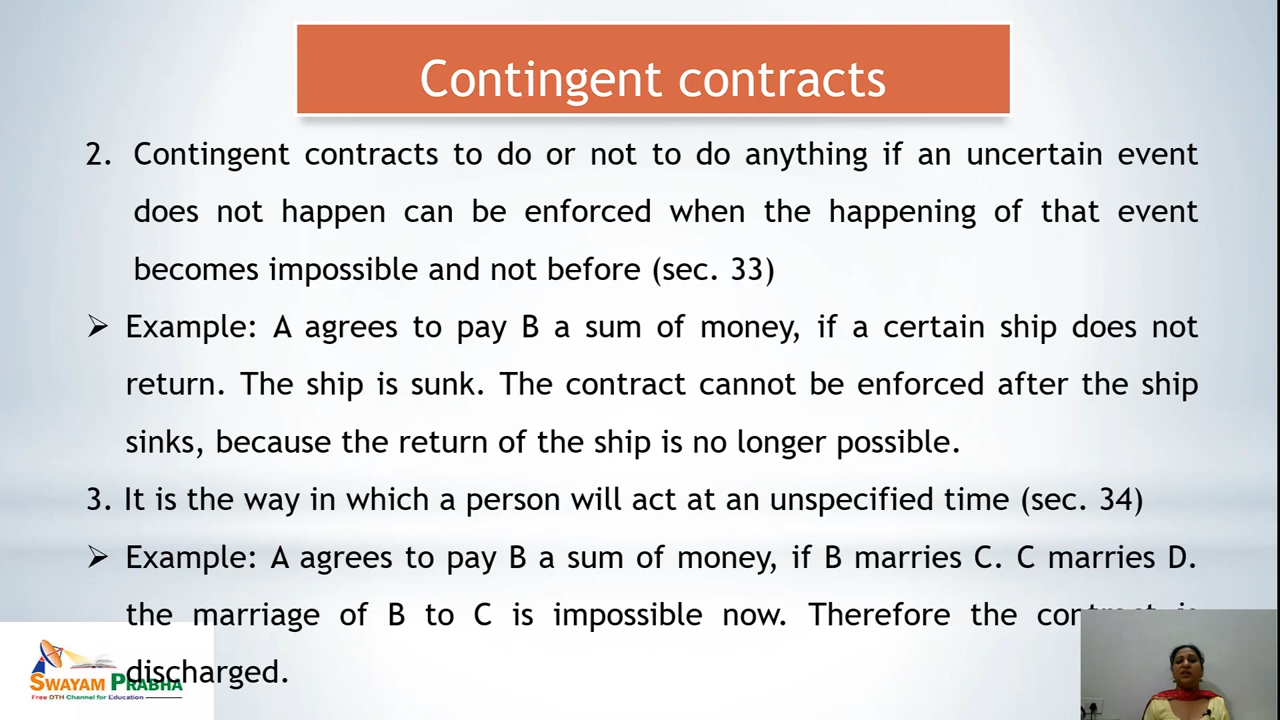 Contingent contracts
2. Contingent contracts to do or not to do anything if an uncertain event
does not happen can be enforced when the happening of that event
becomes impossible and not before (sec. 33)
➢ Example: A agrees to pay B a sum of money, if a certain ship does not
return. The ship is sunk. The contract cannot be enforced after the ship
sinks, because the return of the ship is no longer possible.
3. It is the way in which a person will act at an unspecified time (sec. 34)
➢ Example: A agrees to pay B a sum of money, if B marries C. C marries D.
the marriage of B to C is impossible now. Therefore the contract is
discharged.
SWAYAM PRABHA
Free DTH Channel for Education